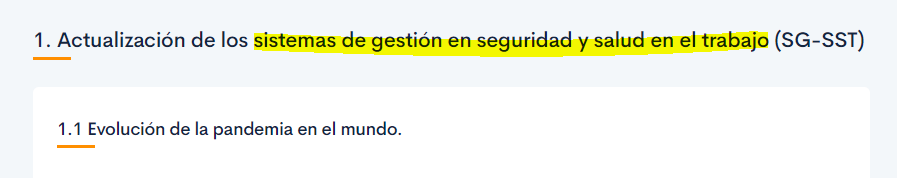 1. Actualización de los sistemas de gestión en seguridad y salud en el trabajo (SG-SST)
1.1 Evolución de la pandemia en el mundo.